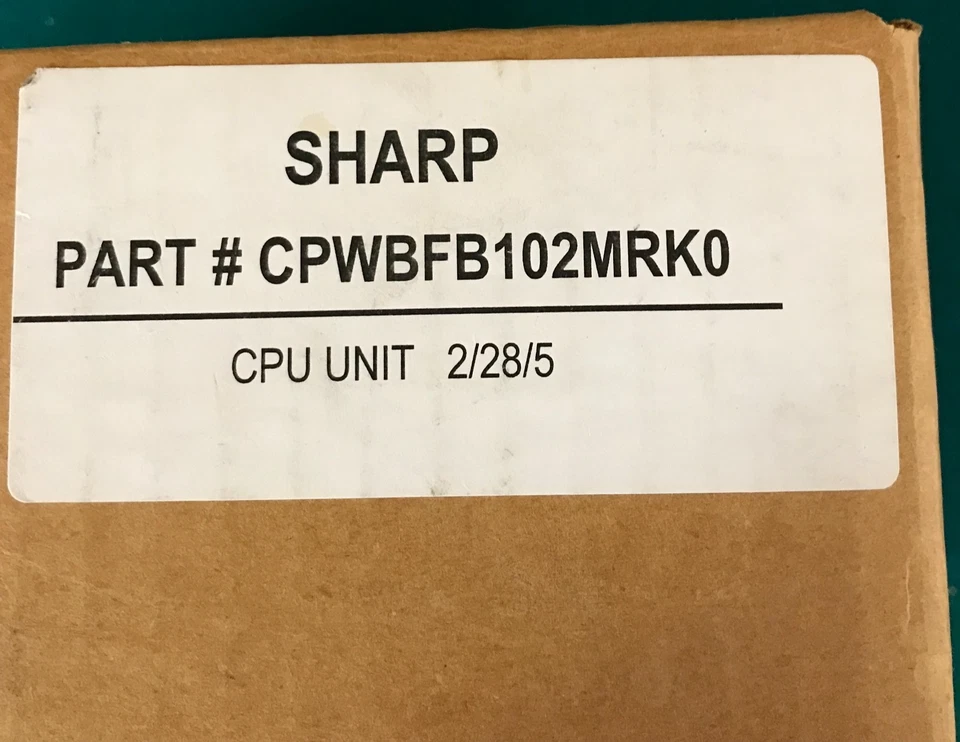 SHARP
PART # CPWBFB102MRK0
CPU UNIT 2/28/5